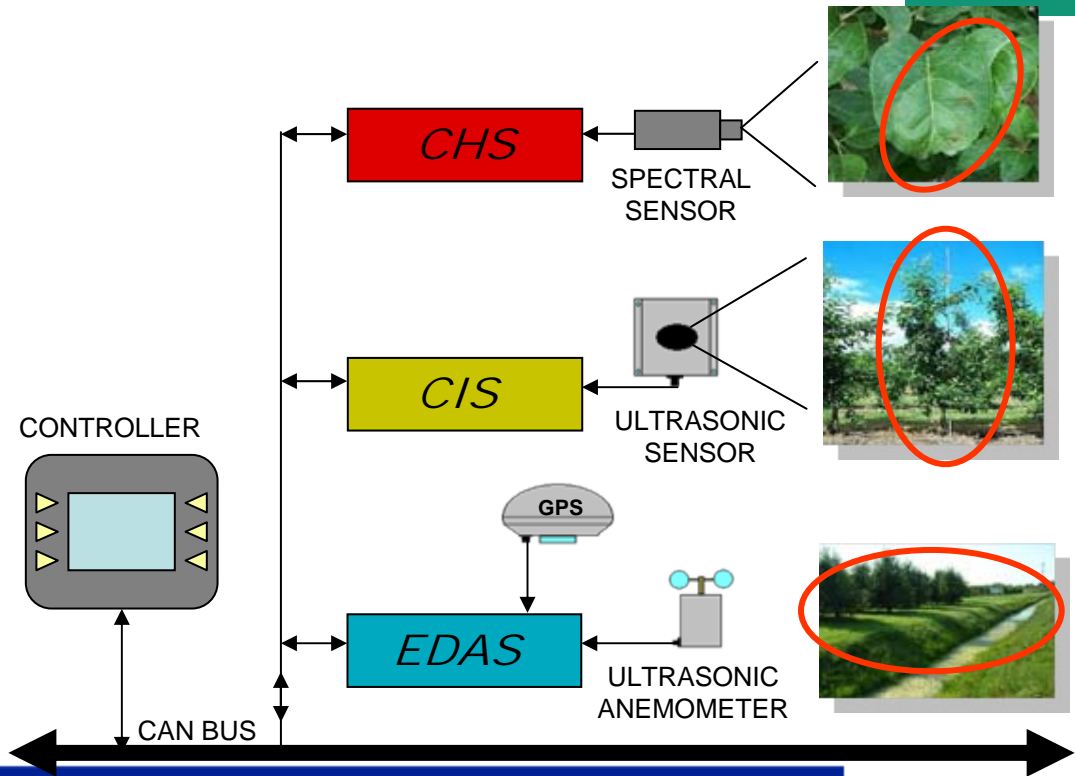 CHS
SPECTRAL
SENSOR
CIS
ULTRASONIC
SENSOR
CONTROLLER
GPS
EDAS
ULTRASONIC
ANEMOMETER
CAN BUS